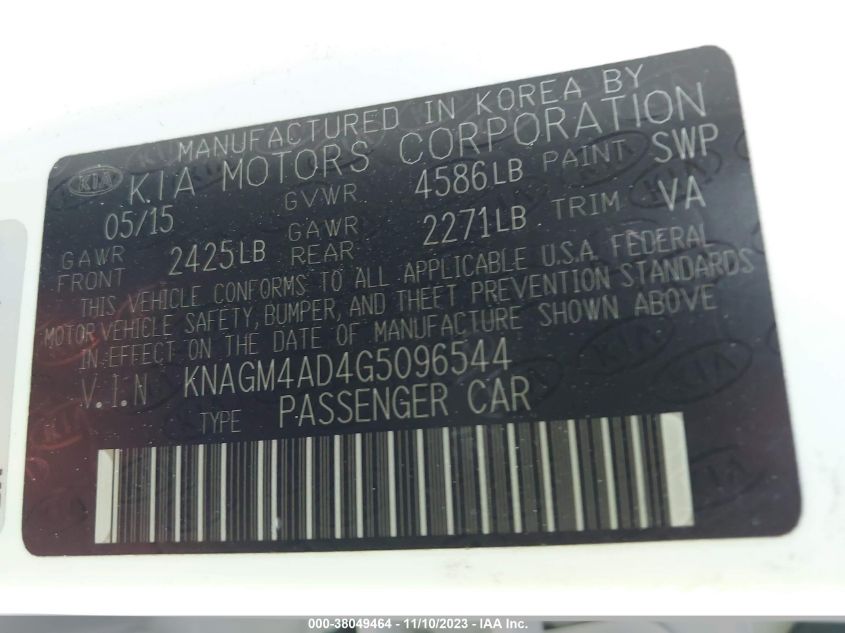 MANUFACTURED IN KOREA BY
KIA KIA MOTORS CORPORATION
05/15 GVWR 4586LB PAINT SWP
GAWR FRONT 2425LB GAWR REAR 2271LB TRIM VA
THIS VEHICLE CONFORMS TO ALL APPLICABLE U.S.A. FEDERAL
MOTOR VEHICLE SAFETY, BUMPER, AND THEFT PREVENTION STANDARDS
IN EFFECT ON THE DATE OF MANUFACTURE SHOWN ABOVE
V.I.N KNAGM4AD4G5096544
TYPE PASSENGER CAR
000-38049464 - 11/10/2023 - IAA Inc.